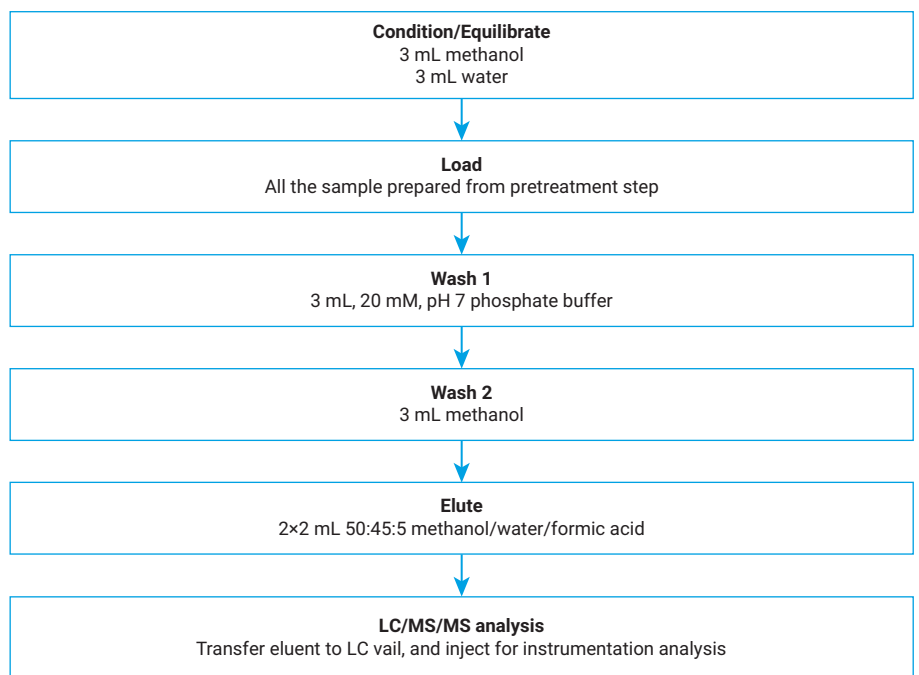 Condition/Equilibrate
3 mL methanol
3 mL water
Load
All the sample prepared from pretreatment step
Wash 1
3 mL, 20 mM, pH 7 phosphate buffer
Wash 2
3 mL methanol
Elute
2×2 mL 50:45:5 methanol/water/formic acid
LC/MS/MS analysis
Transfer eluent to LC vail, and inject for instrumentation analysis